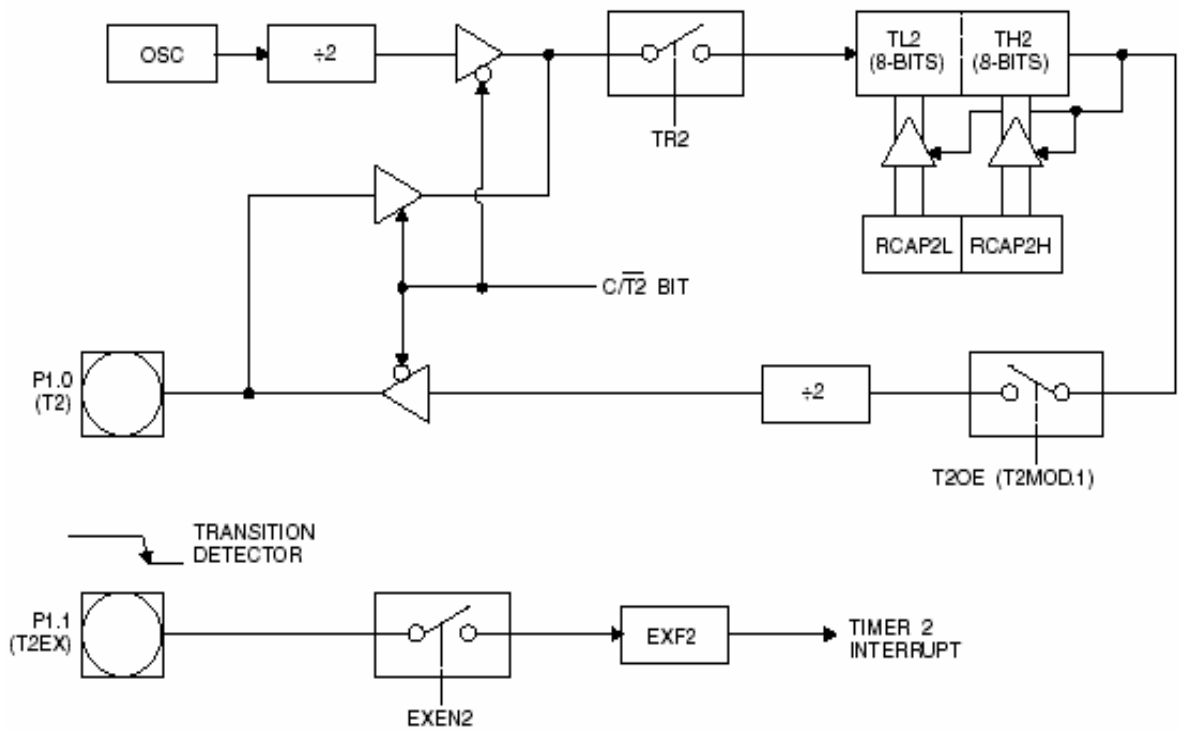 OSC
÷2
TR2
TL2
(8-BITS)
TH2
(8-BITS)
RCAP2L
RCAP2H
C/T2 BIT
P1.0
(T2)
÷2
T2OE (T2MOD.1)
TRANSITION
DETECTOR
P1.1
(T2EX)
EXEN2
EXF2
TIMER 2
INTERRUPT